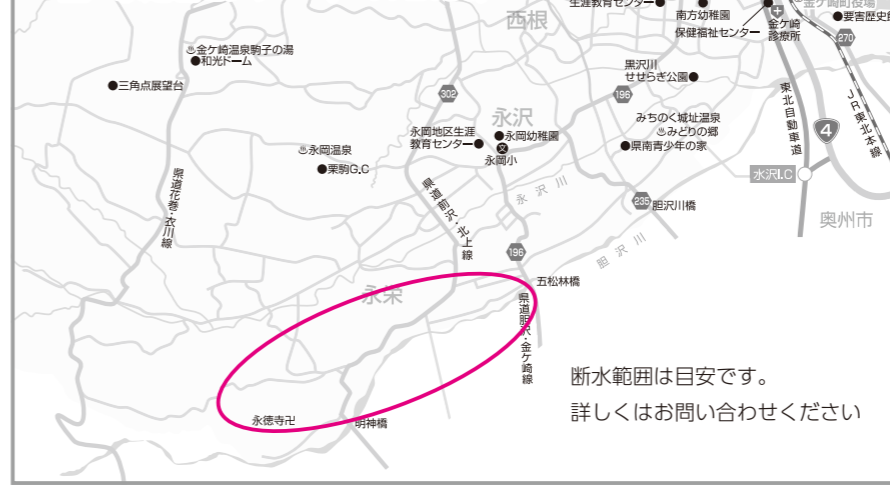 生涯教育センター
南方幼稚園
保健福祉センター
金ケ崎
診療所
金ケ崎町役場
要害歴史館
270
西根
金ケ崎温泉駒子の湯
和光ドーム
三角点展望台
302
黒沢川
せせらぎ公園
196
永沢
永岡幼稚園
永岡地区生涯
教育センター
文
永岡小
みちのく城址温泉
みどりの郷
県南青少年の家
東北自動車道
4
JR東北本線
水沢I.C
永岡温泉
栗駒G.C
県道花巻・衣川線
県道前沢・北上線
永沢川
235
胆沢川橋
奥州市
196
胆沢川
五松林橋
永栄
県道胆沢・金ケ崎線
永徳寺卍
明神橋
断水範囲は目安です。
詳しくはお問い合わせください